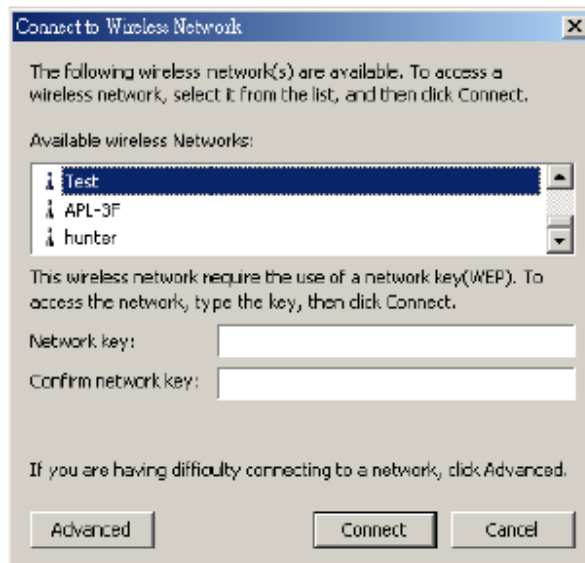 Connect to Wireless Network
The following wireless network(s) are available. To access a
wireless network, select it from the list, and then click Connect.
Available wireless Networks:
Test
APL-3F
hunter
This wireless network require the use of a network key(WEP). To
access the network, type the key, then click Connect.
Network key:
Confirm network key:
If you are having difficulty connecting to a network, click Advanced.
Advanced
Connect
Cancel